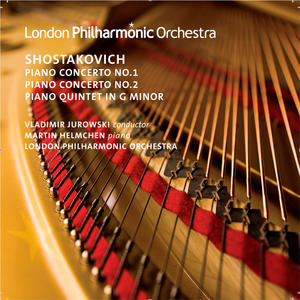 London Philharmonic Orchestra
SHOSTAKOVICH
PIANO CONCERTO NO.1
PIANO CONCERTO NO.2
PIANO QUINTET IN G MINOR
VLADIMIR JUROWSKI conductor
MARTIN HELMCHEN piano
LONDON PHILHARMONIC ORCHESTRA